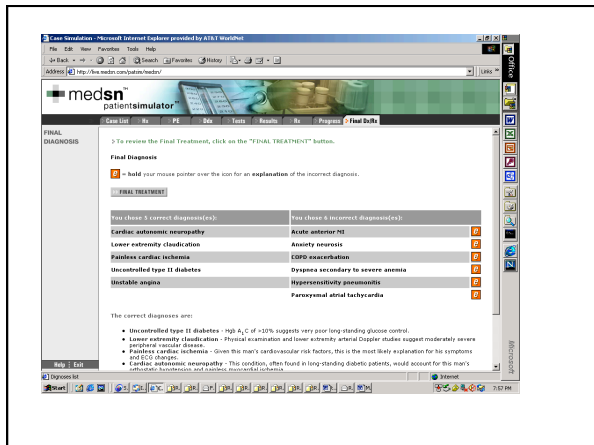 Case Simulation - Microsoft Internet Explorer provided by AT&T WorldNet
File Edit View Favorites Tools Help
Back Search Favorites History
Address http://live.medsn.com/patsim/medsn/ Links
medsn
patientsimulator
Case List Hx PE Ddx Tests Results Rx Progress Final Dx/Rx
FINAL DIAGNOSIS
To review the Final Treatment, click on the "FINAL TREATMENT" button.
Final Diagnosis
e = hold your mouse pointer over the icon for an explanation of the incorrect diagnosis.
FINAL TREATMENT
You chose 5 correct diagnosis(es): You chose 6 incorrect diagnosis(es):
Cardiac autonomic neuropathy Acute anterior MI e
Lower extremity claudication Anxiety neurosis e
Painless cardiac ischemia COPD exacerbation e
Uncontrolled type II diabetes Dyspnea secondary to severe anemia e
Unstable angina Hypersensitivity pneumonitis e
Paroxysmal atrial tachycardia e
The correct diagnoses are:
• Uncontrolled type II diabetes - Hgb A1C of >10% suggests very poor long-standing glucose control.
• Lower extremity claudication - Physical examination and lower extremity arterial Doppler studies suggest moderately severe
peripheral vascular disease.
• Painless cardiac ischemia - Given this man's cardiovascular risk factors, this is the most likely explanation for his symptoms
and ECG changes.
• Cardiac autonomic neuropathy - This condition, often found in long-standing diabetic patients, would account for this man's
orthostatic hypotension and painless myocardial ischemia.
Help Exit
Diagnoses list Internet
Start 7:57 PM
Office
Microsoft